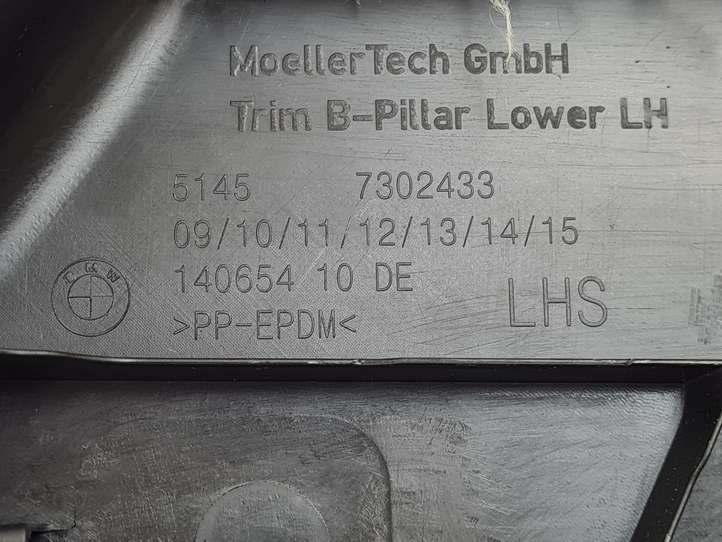 MoellerTech GmbH
Trim B-Pillar Lower LH
5145 7302433
09/10/11/12/13/14/15
140654 10 DE
>PP-EPDM<
LHS